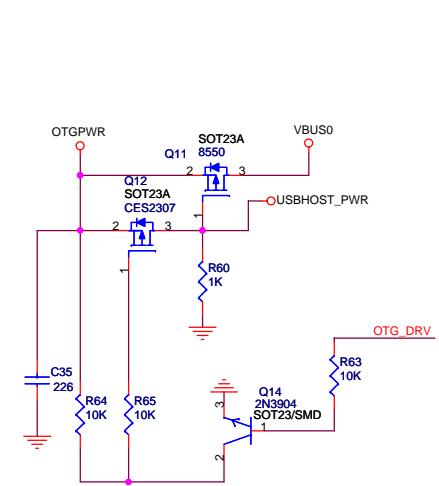 OTGPWR
VBUS0
SOT23A
Q11
8550
2
3
Q12
SOT23A
CES2307
1
USBHOST_PWR
2
3
1
R60
1K
OTG_DRV
C35
226
R63
10K
R64
10K
R65
10K
Q14
2N3904
SOT23/SMD
3
1
2